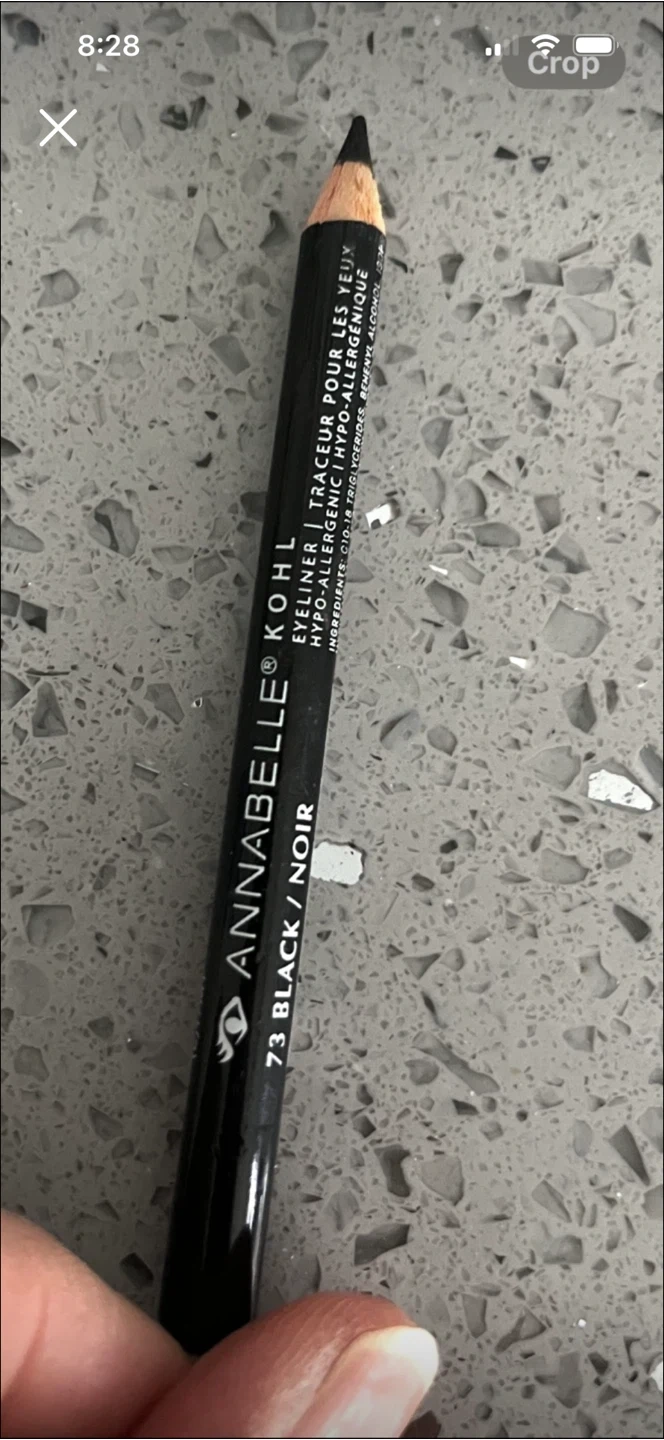 8:28
Crop
ANNABELLE® KOHL
73 BLACK / NOIR
EYELINER | TRACEUR POUR LES YEUX
HYPO-ALLERGENIC | HYPO-ALLERGÉNIQUE
INGREDIENTS: C10-18 TRIGLYCERIDES, BEHENYL ALCOHOL